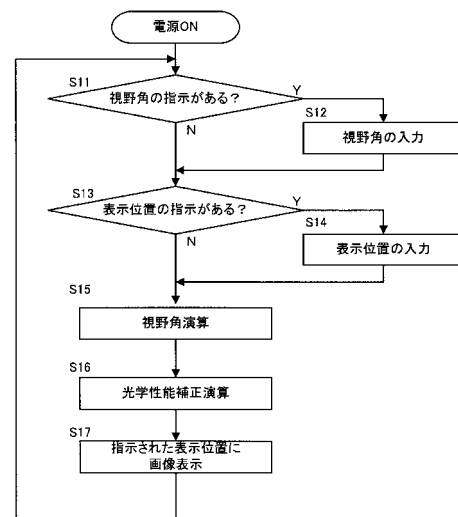 電源ON
S11
視野角の指示がある?
Y
N
S12
視野角の入力
S13
表示位置の指示がある?
Y
N
S14
表示位置の入力
S15
視野角演算
S16
光学性能補正演算
S17
指示された表示位置に
画像表示